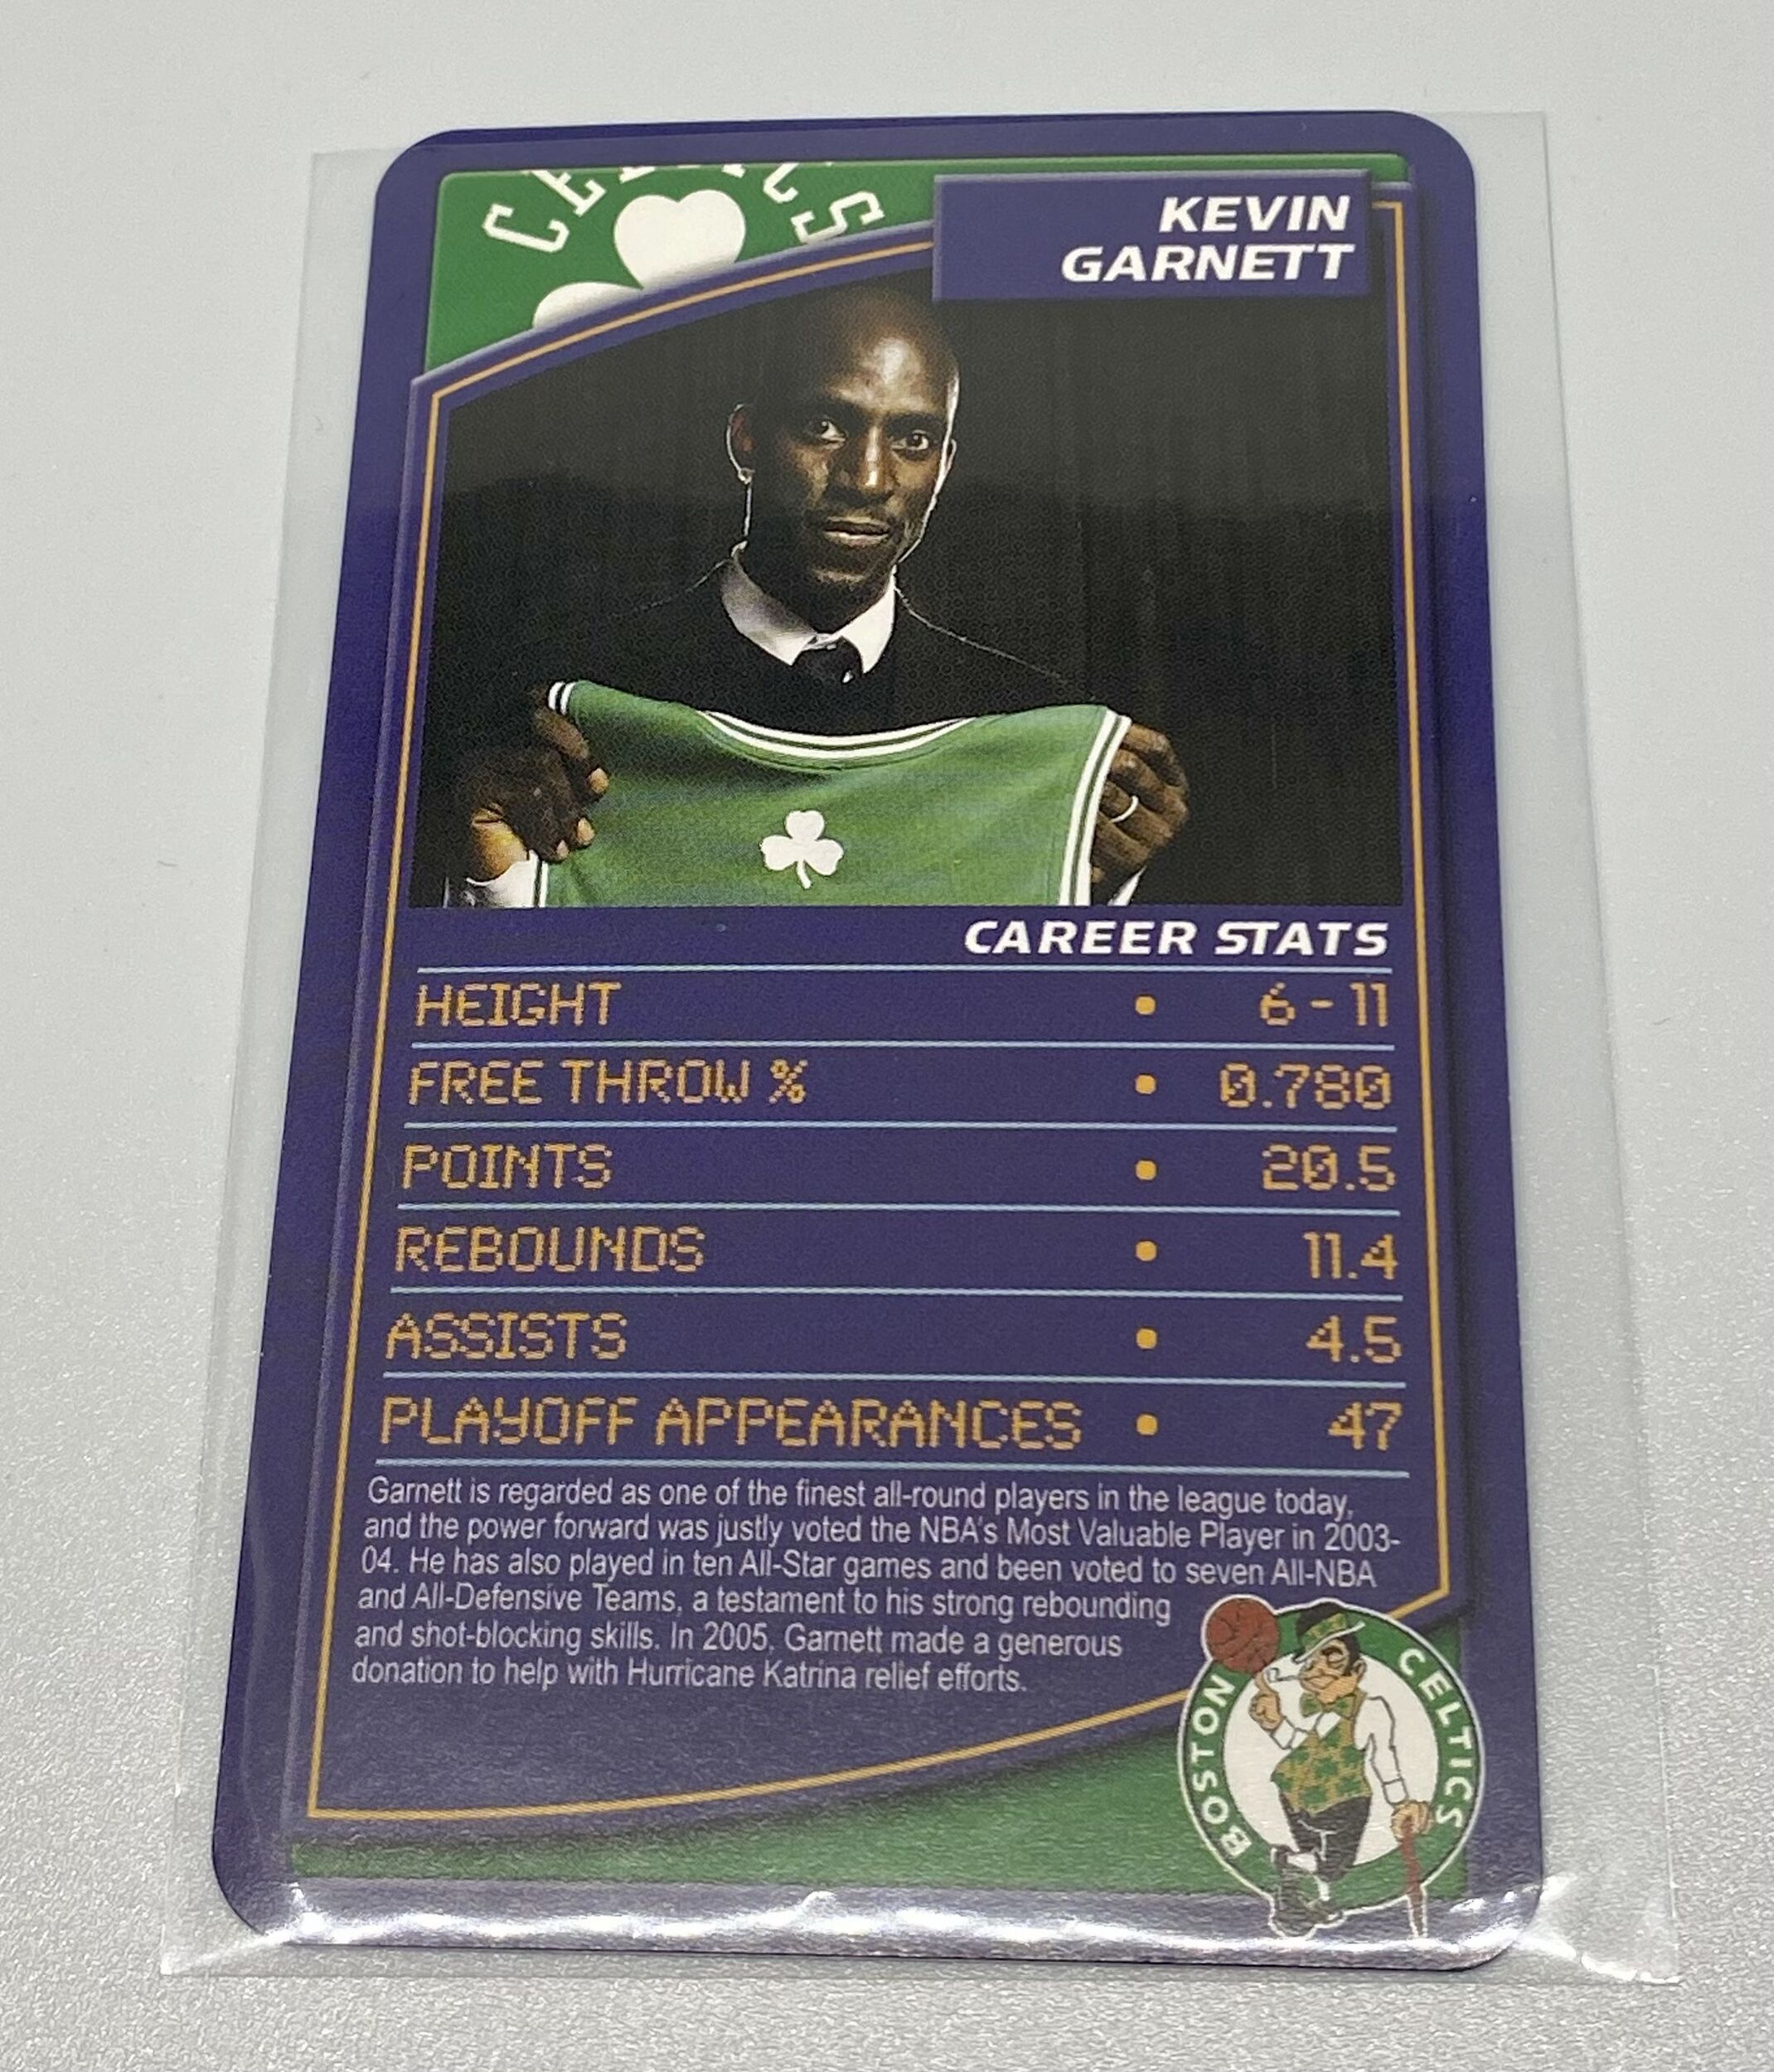 CELTICS
KEVIN
GARNETT
CAREER STATS
HEIGHT • 6-11
FREE THROW % • 0.780
POINTS • 20.5
REBOUNDS • 11.4
ASSISTS • 4.5
PLAYOFF APPEARANCES • 47
Garnett is regarded as one of the finest all-round players in the league today,
and the power forward was justly voted the NBA's Most Valuable Player in 2003-
04. He has also played in ten All-Star games and been voted to seven All-NBA
and All-Defensive Teams, a testament to his strong rebounding
and shot-blocking skills. In 2005, Garnett made a generous
donation to help with Hurricane Katrina relief efforts.
BOSTON CELTICS